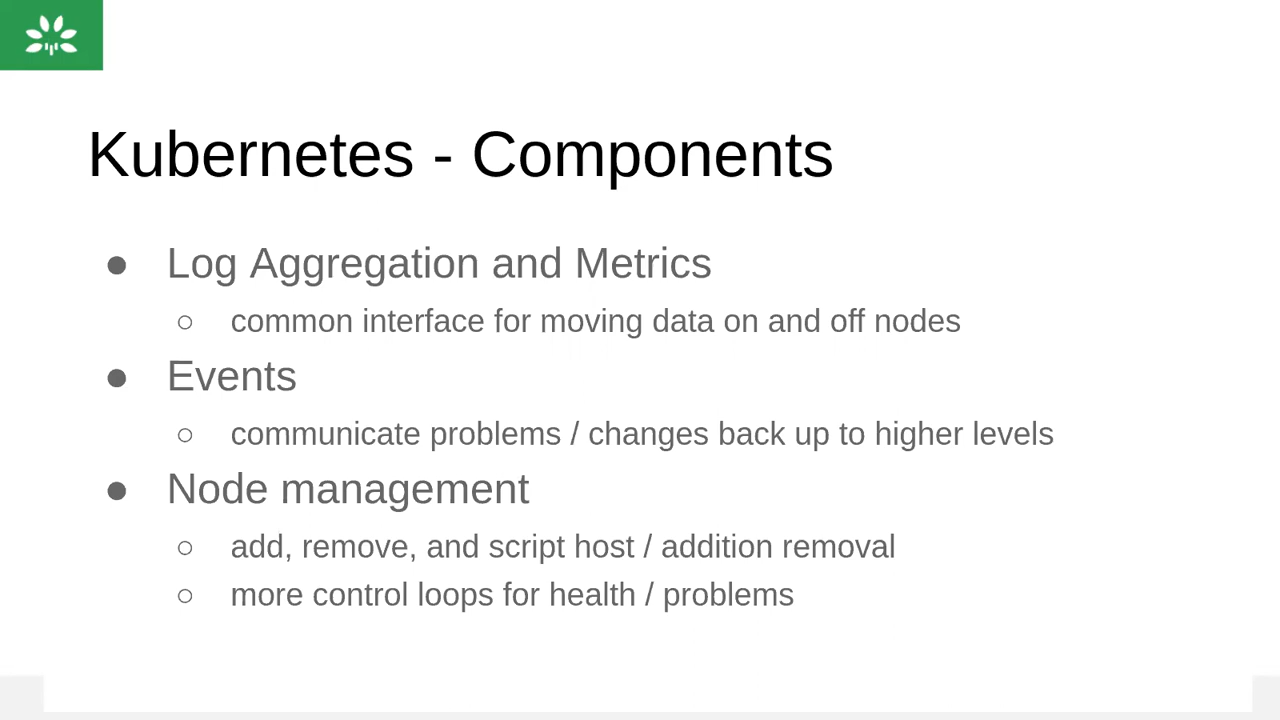 Kubernetes - Components
● Log Aggregation and Metrics
○ common interface for moving data on and off nodes
● Events
○ communicate problems / changes back up to higher levels
● Node management
○ add, remove, and script host / addition removal
○ more control loops for health / problems